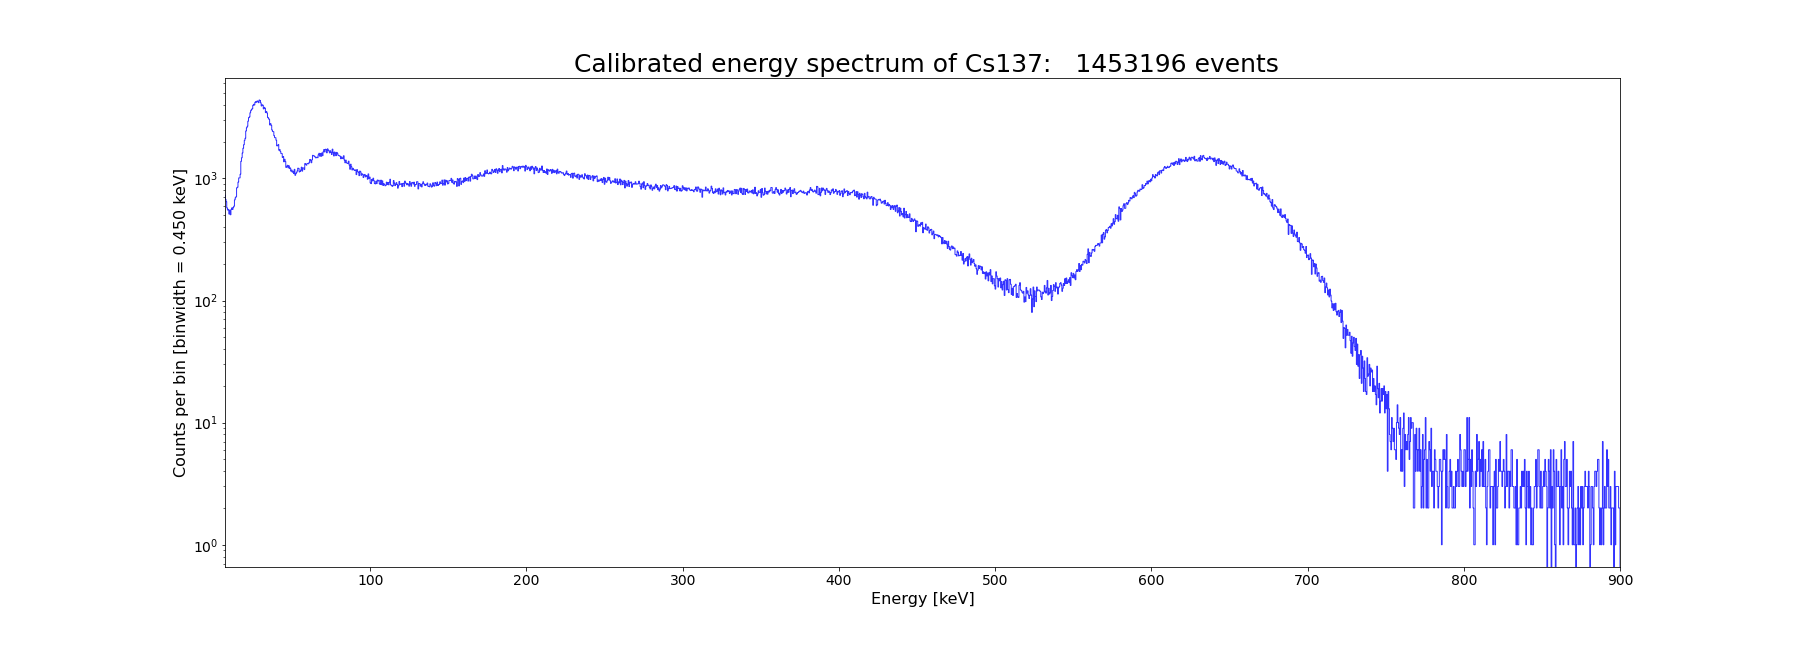 Calibrated energy spectrum of Cs137:   1453196 events
Counts per bin [binwidth = 0.450 keV]
10³
10²
10¹
10⁰
100 200 300 400 500 600 700 800 900
Energy [keV]